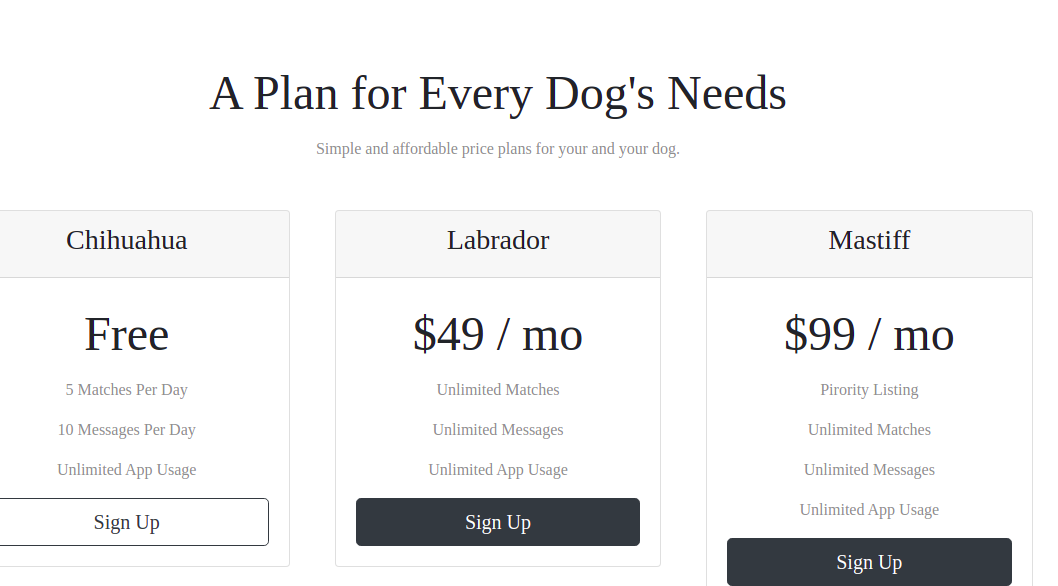 A Plan for Every Dog's Needs
Simple and affordable price plans for your and your dog.
Chihuahua
Free
5 Matches Per Day
10 Messages Per Day
Unlimited App Usage
Sign Up
Labrador
$49 / mo
Unlimited Matches
Unlimited Messages
Unlimited App Usage
Sign Up
Mastiff
$99 / mo
Pirority Listing
Unlimited Matches
Unlimited Messages
Unlimited App Usage
Sign Up